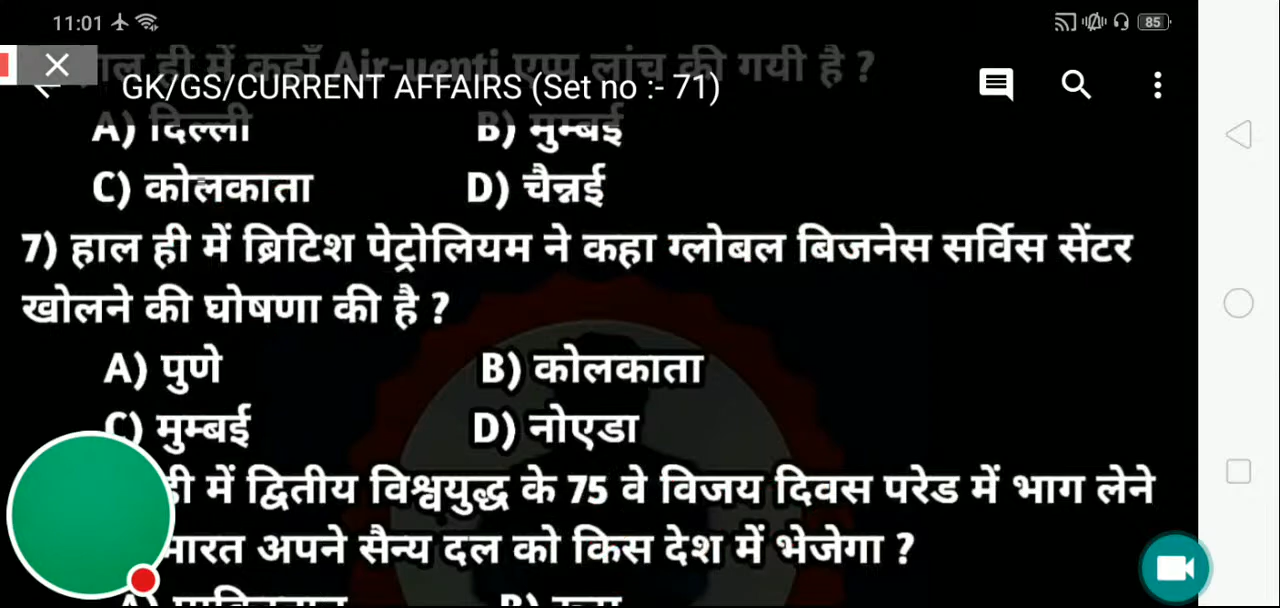 11:01
85
हाल ही में कहाँ Air-uenti एप्प लांच की गयी है ?
GK/GS/CURRENT AFFAIRS (Set no :- 71)
A) दिल्ली B) मुम्बई
C) कोलकाता D) चैन्नई
7) हाल ही में ब्रिटिश पेट्रोलियम ने कहा ग्लोबल बिजनेस सर्विस सेंटर
खोलने की घोषणा की है ?
A) पुणे B) कोलकाता
C) मुम्बई D) नोएडा
ही में द्वितीय विश्वयुद्ध के 75 वे विजय दिवस परेड में भाग लेने
भारत अपने सैन्य दल को किस देश में भेजेगा ?
A) B)